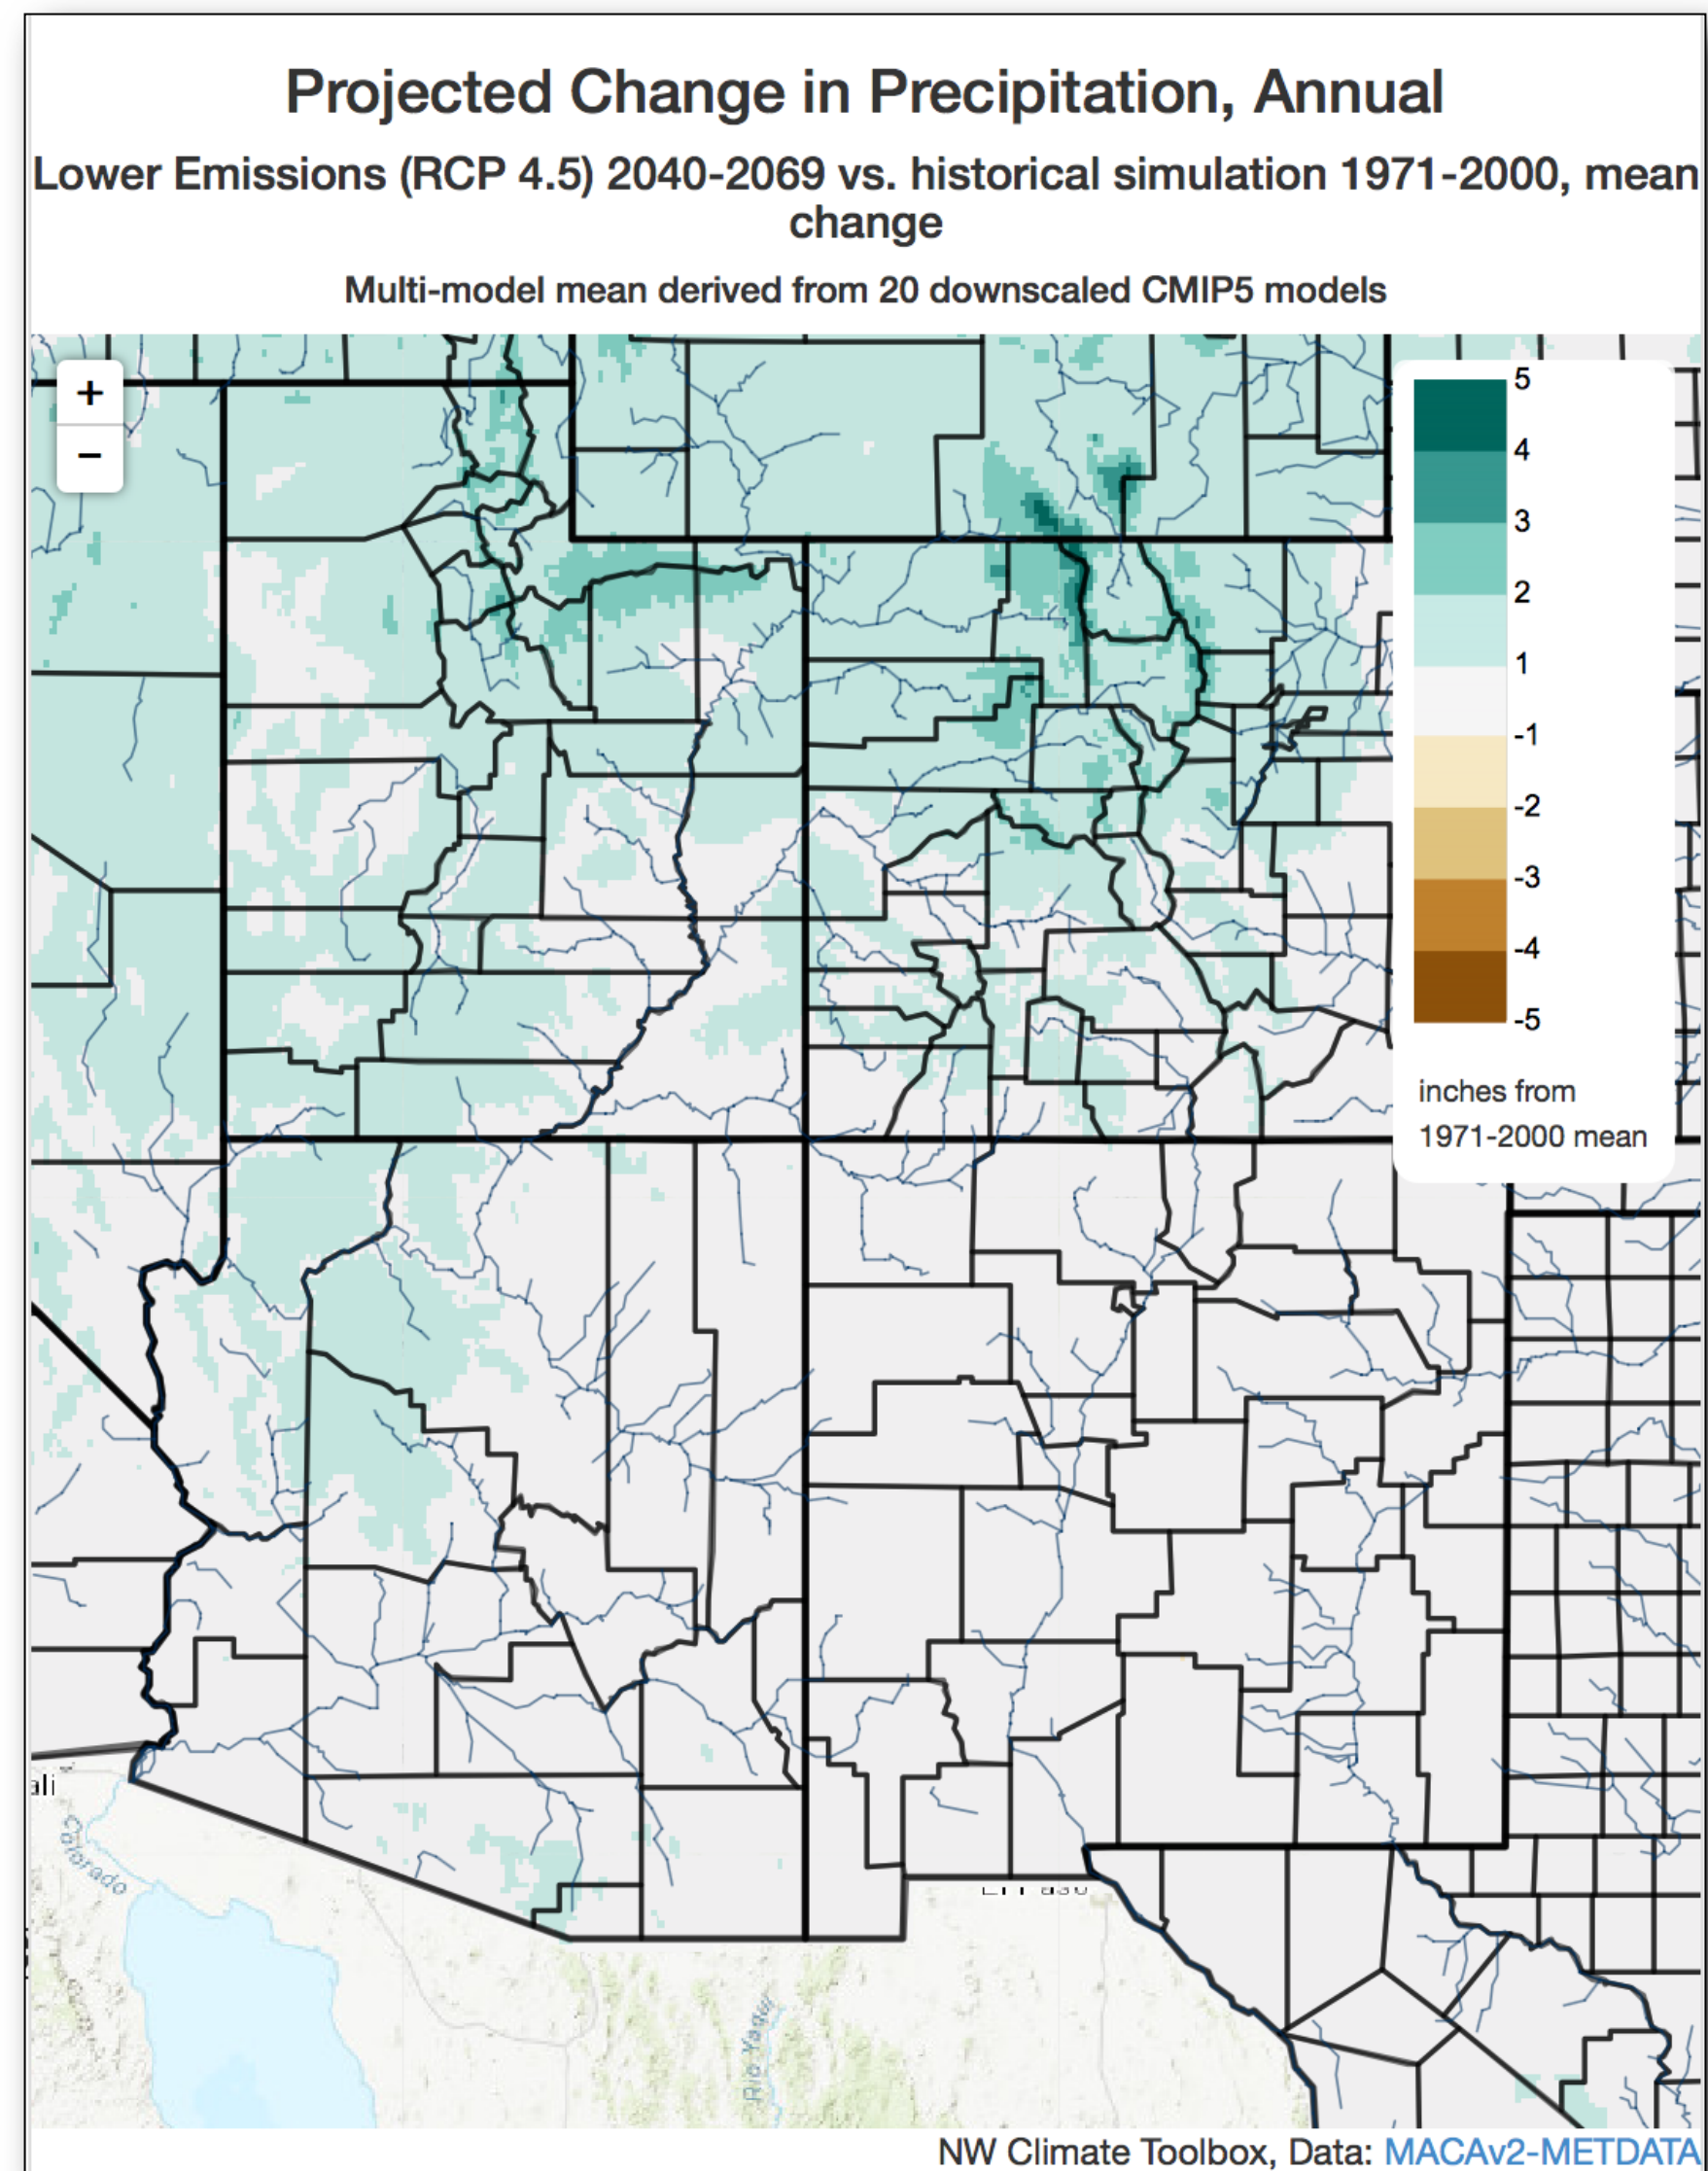 Projected Change in Precipitation, Annual
Lower Emissions (RCP 4.5) 2040-2069 vs. historical simulation 1971-2000, mean
change
Multi-model mean derived from 20 downscaled CMIP5 models
+
−
5
4
3
2
1
-1
-2
-3
-4
-5
inches from
1971-2000 mean
ali
Colorado
Río Yaqui
NW Climate Toolbox, Data: MACAv2-METDATA